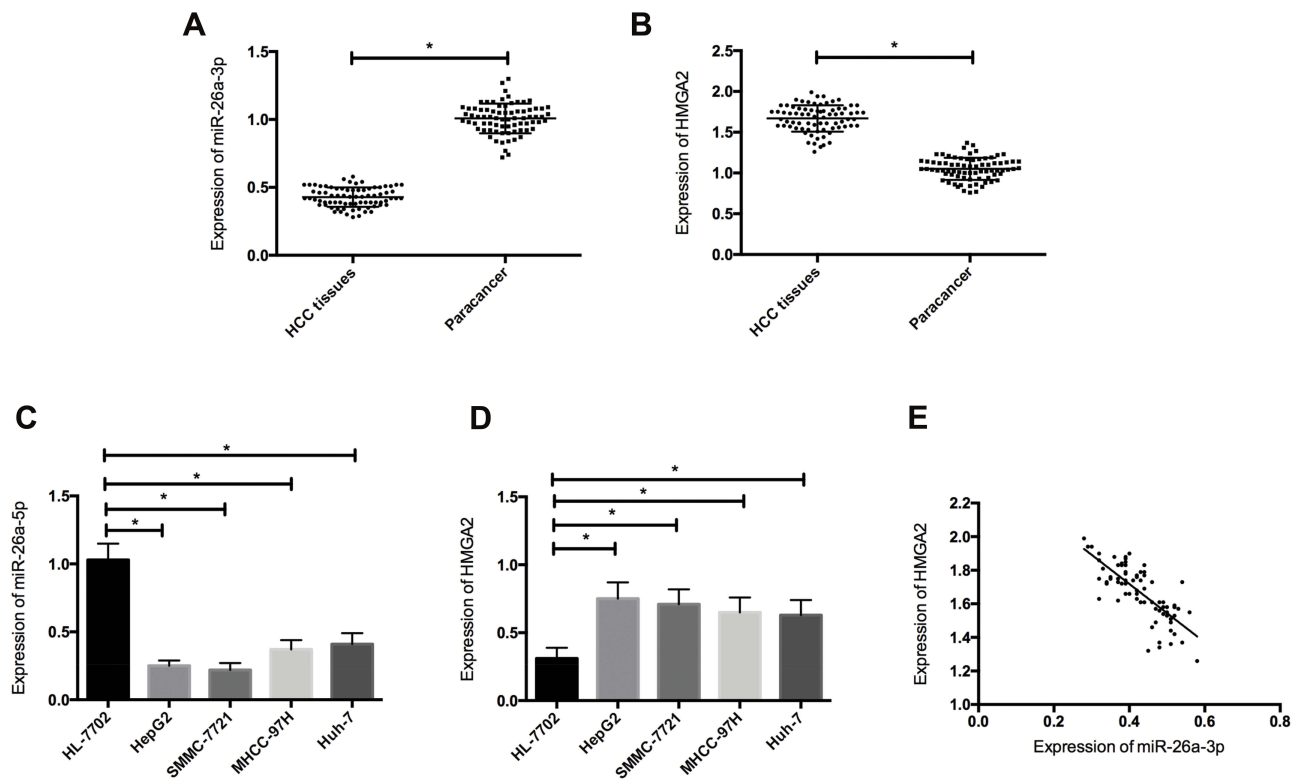 A
Expression of miR-26a-3p
1.5
1.0
0.5
0.0
*
HCC tissues
Paracancer
B
Expression of HMGA2
2.5
2.0
1.5
1.0
0.5
0.0
*
HCC tissues
Paracancer
C
Expression of miR-26a-5p
1.5
1.0
0.5
0.0
*
*
*
*
HL-7702
HepG2
SMMC-7721
MHCC-97H
Huh-7
D
Expression of HMGA2
1.5
1.0
0.5
0.0
*
*
*
*
HL-7702
HepG2
SMMC-7721
MHCC-97H
Huh-7
E
Expression of HMGA2
2.2
2.0
1.8
1.6
1.4
1.2
1.0
0.0
0.2
0.4
0.6
0.8
Expression of miR-26a-3p